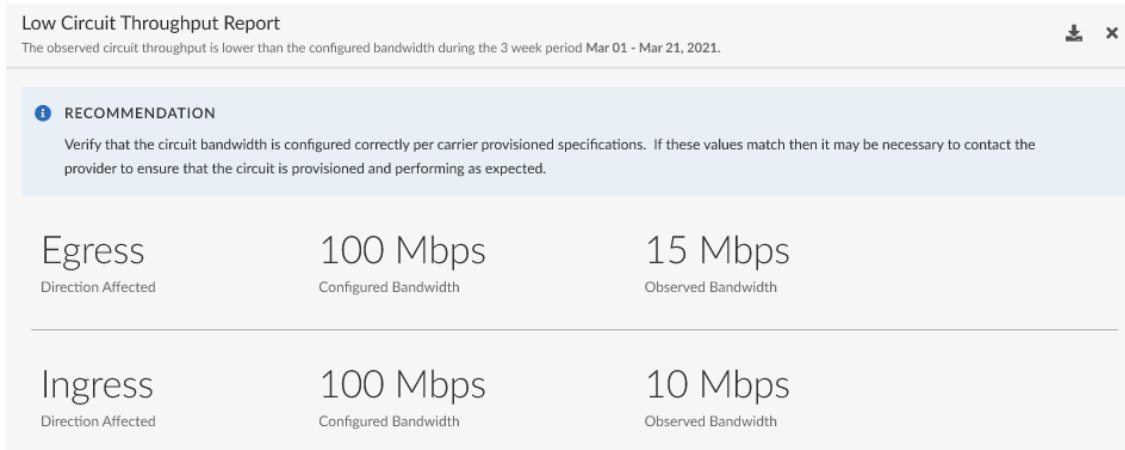 Low Circuit Throughput Report
The observed circuit throughput is lower than the configured bandwidth during the 3 week period Mar 01 - Mar 21, 2021.
RECOMMENDATION
Verify that the circuit bandwidth is configured correctly per carrier provisioned specifications. If these values match then it may be necessary to contact the
provider to ensure that the circuit is provisioned and performing as expected.
Egress 100 Mbps 15 Mbps
Direction Affected Configured Bandwidth Observed Bandwidth
Ingress 100 Mbps 10 Mbps
Direction Affected Configured Bandwidth Observed Bandwidth